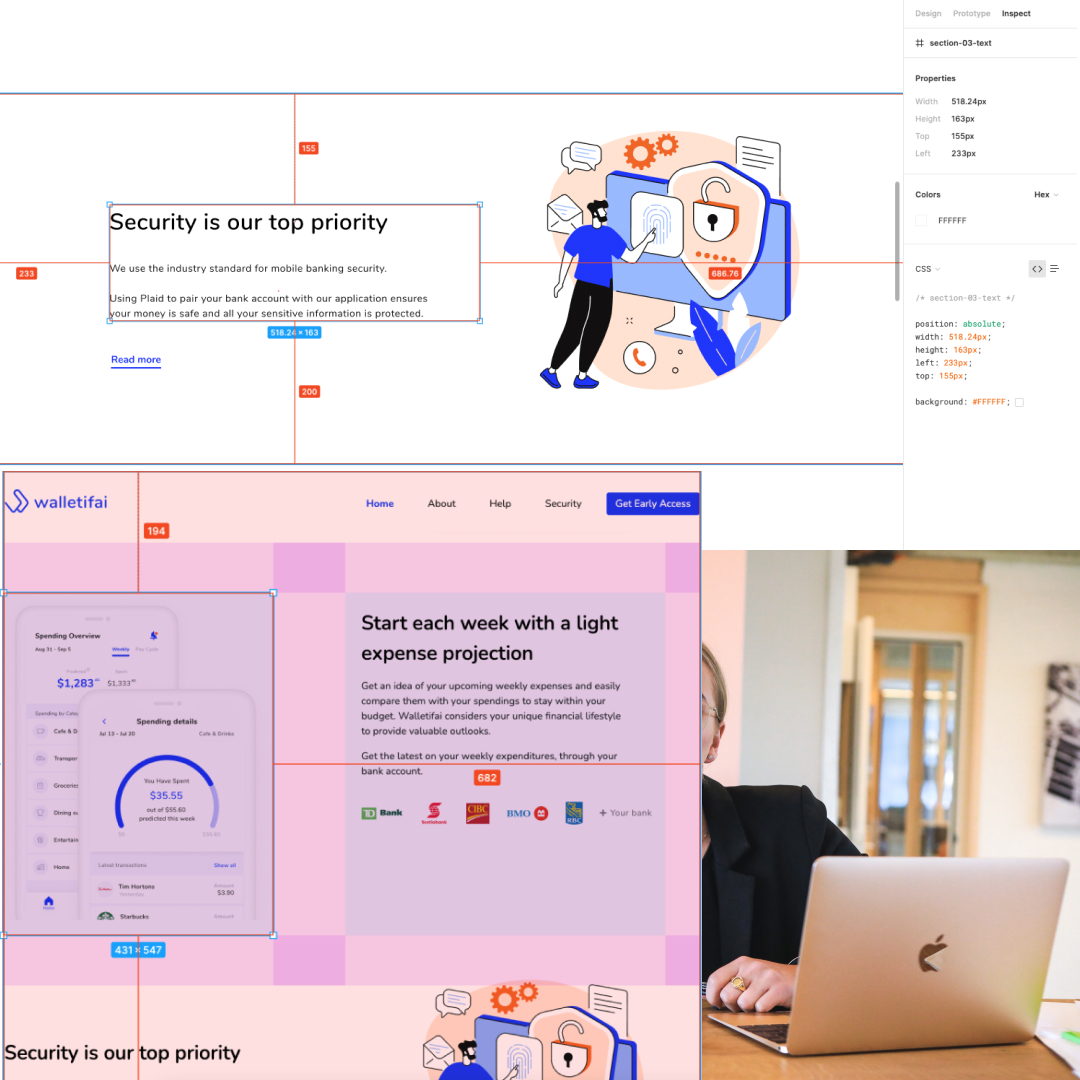 Design Prototype Inspect
section-03-text
Properties
Width 518.24px
Height 163px
Top 155px
Left 233px
Colors Hex
FFFFFF
CSS
/* section-03-text */
position: absolute;
width: 518.24px;
height: 163px;
left: 233px;
top: 155px;
background: #FFFFFF;
155
Security is our top priority
233
We use the industry standard for mobile banking security.
686.76
Using Plaid to pair your bank account with our application ensures
your money is safe and all your sensitive information is protected.
518.24 × 163
Read more
200
walletifai
Home About Help Security Get Early Access
194
Spending Overview
Aug 31 - Sep 5 Weekly Pay Cycle
$1,283 $1,333
Spending by Categ
Cafe & D
Transpor
Groceries
Dining o
Entertain
Home
Spending details
Jul 13 - Jul 20 Cafe & Drinks
You Have Spent
$35.55
out of $55.60
predicted this week
$0 $55.60
Latest transactions Show all
Tim Hortons Amount
Yesterday $3.90
Starbucks Amount
431 × 547
Start each week with a light
expense projection
Get an idea of your upcoming weekly expenses and easily
compare them with your spendings to stay within your
budget. Walletifai considers your unique financial lifestyle
to provide valuable outlooks.
Get the latest on your weekly expenditures, through your
bank account.
682
TD Bank Scotiabank CIBC BMO RBC + Your bank
Security is our top priority